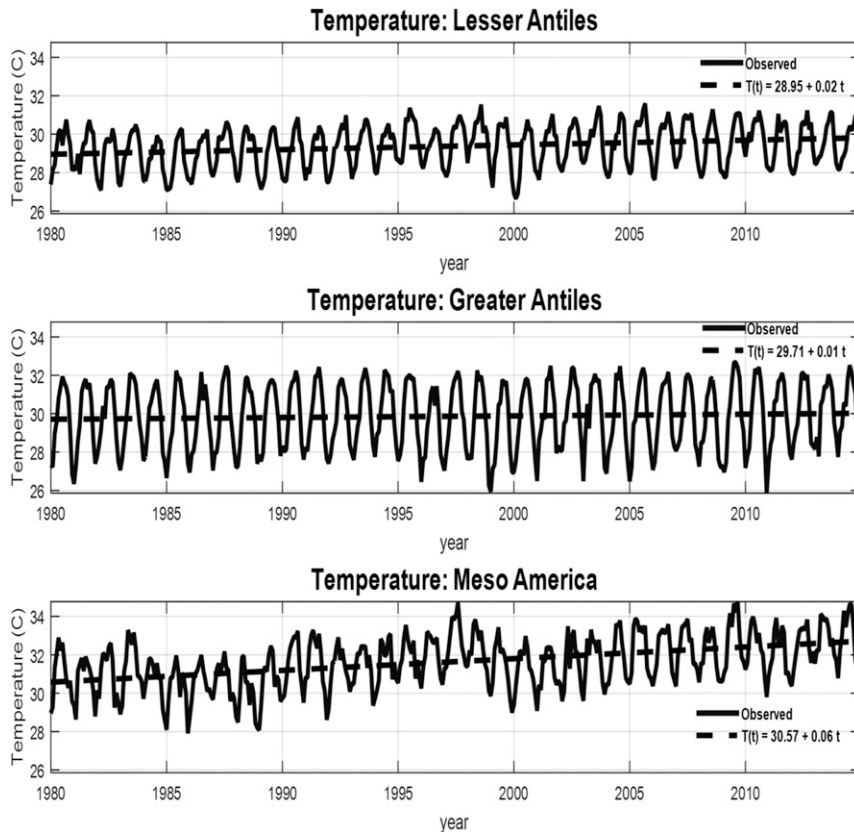 Temperature: Lesser Antiles
Temperature (C)
34
32
30
28
26
Observed
T(t) = 28.95 + 0.02 t
1980 1985 1990 1995 2000 2005 2010
year
Temperature: Greater Antiles
Temperature (C)
34
32
30
28
26
Observed
T(t) = 29.71 + 0.01 t
1980 1985 1990 1995 2000 2005 2010
year
Temperature: Meso America
Temperature (C)
34
32
30
28
26
Observed
T(t) = 30.57 + 0.06 t
1980 1985 1990 1995 2000 2005 2010
year